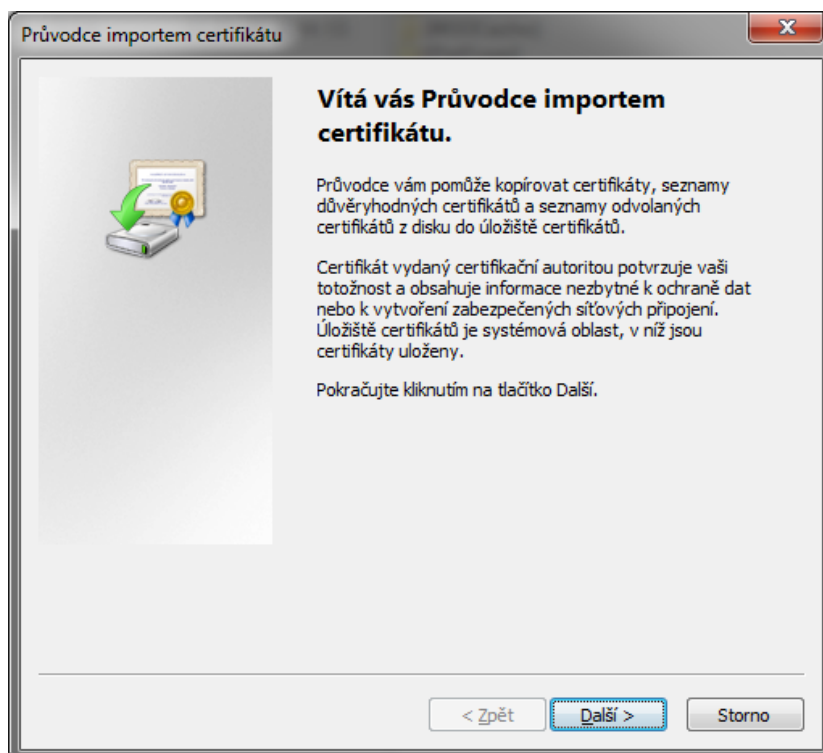 Průvodce importem certifikátu
Vítá vás Průvodce importem
certifikátu.
Průvodce vám pomůže kopírovat certifikáty, seznamy
důvěryhodných certifikátů a seznamy odvolaných
certifikátů z disku do úložiště certifikátů.
Certifikát vydaný certifikační autoritou potvrzuje vaši
totožnost a obsahuje informace nezbytné k ochraně dat
nebo k vytvoření zabezpečených síťových připojení.
Úložiště certifikátů je systémová oblast, v níž jsou
certifikáty uloženy.
Pokračujte kliknutím na tlačítko Další.
< Zpět
Další >
Storno